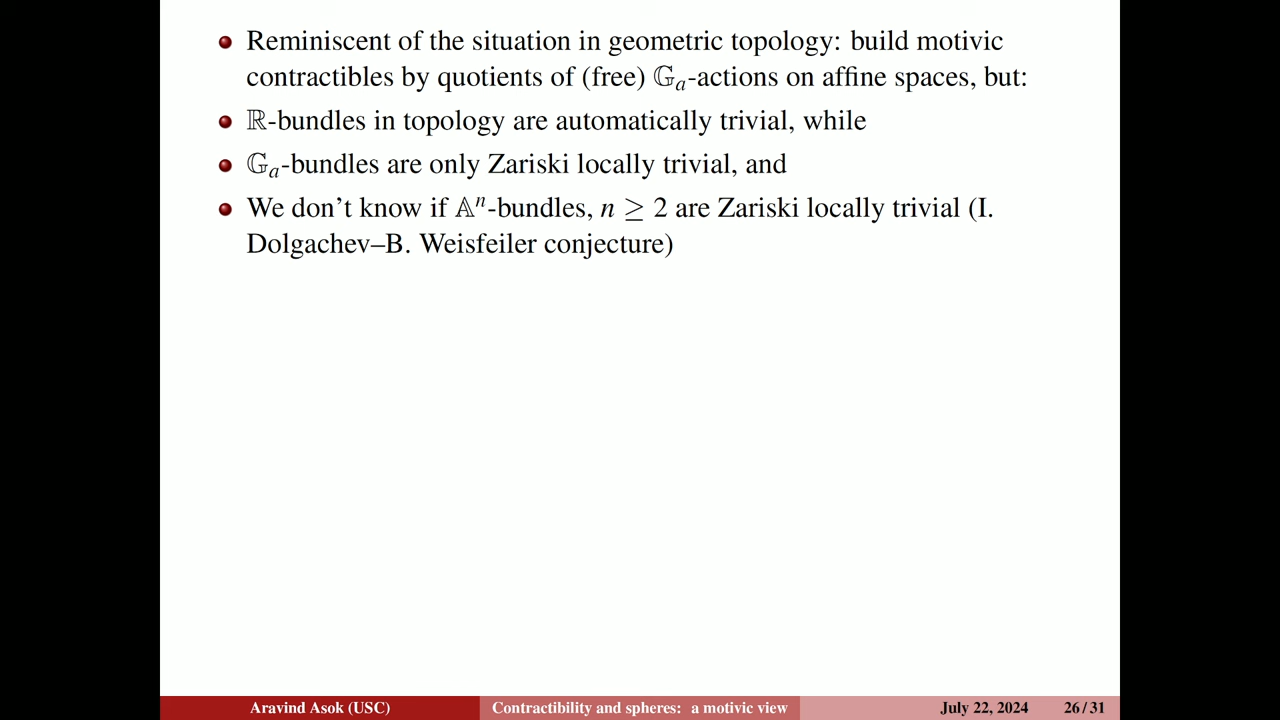 Reminiscent of the situation in geometric topology: build motivic
contractibles by quotients of (free) 𝔾ₐ-actions on affine spaces, but:
ℝ-bundles in topology are automatically trivial, while
𝔾ₐ-bundles are only Zariski locally trivial, and
We don't know if 𝔸ⁿ-bundles, n ≥ 2 are Zariski locally trivial (I.
Dolgachev–B. Weisfeiler conjecture)
Aravind Asok (USC) Contractibility and spheres: a motivic view July 22, 2024 26 / 31